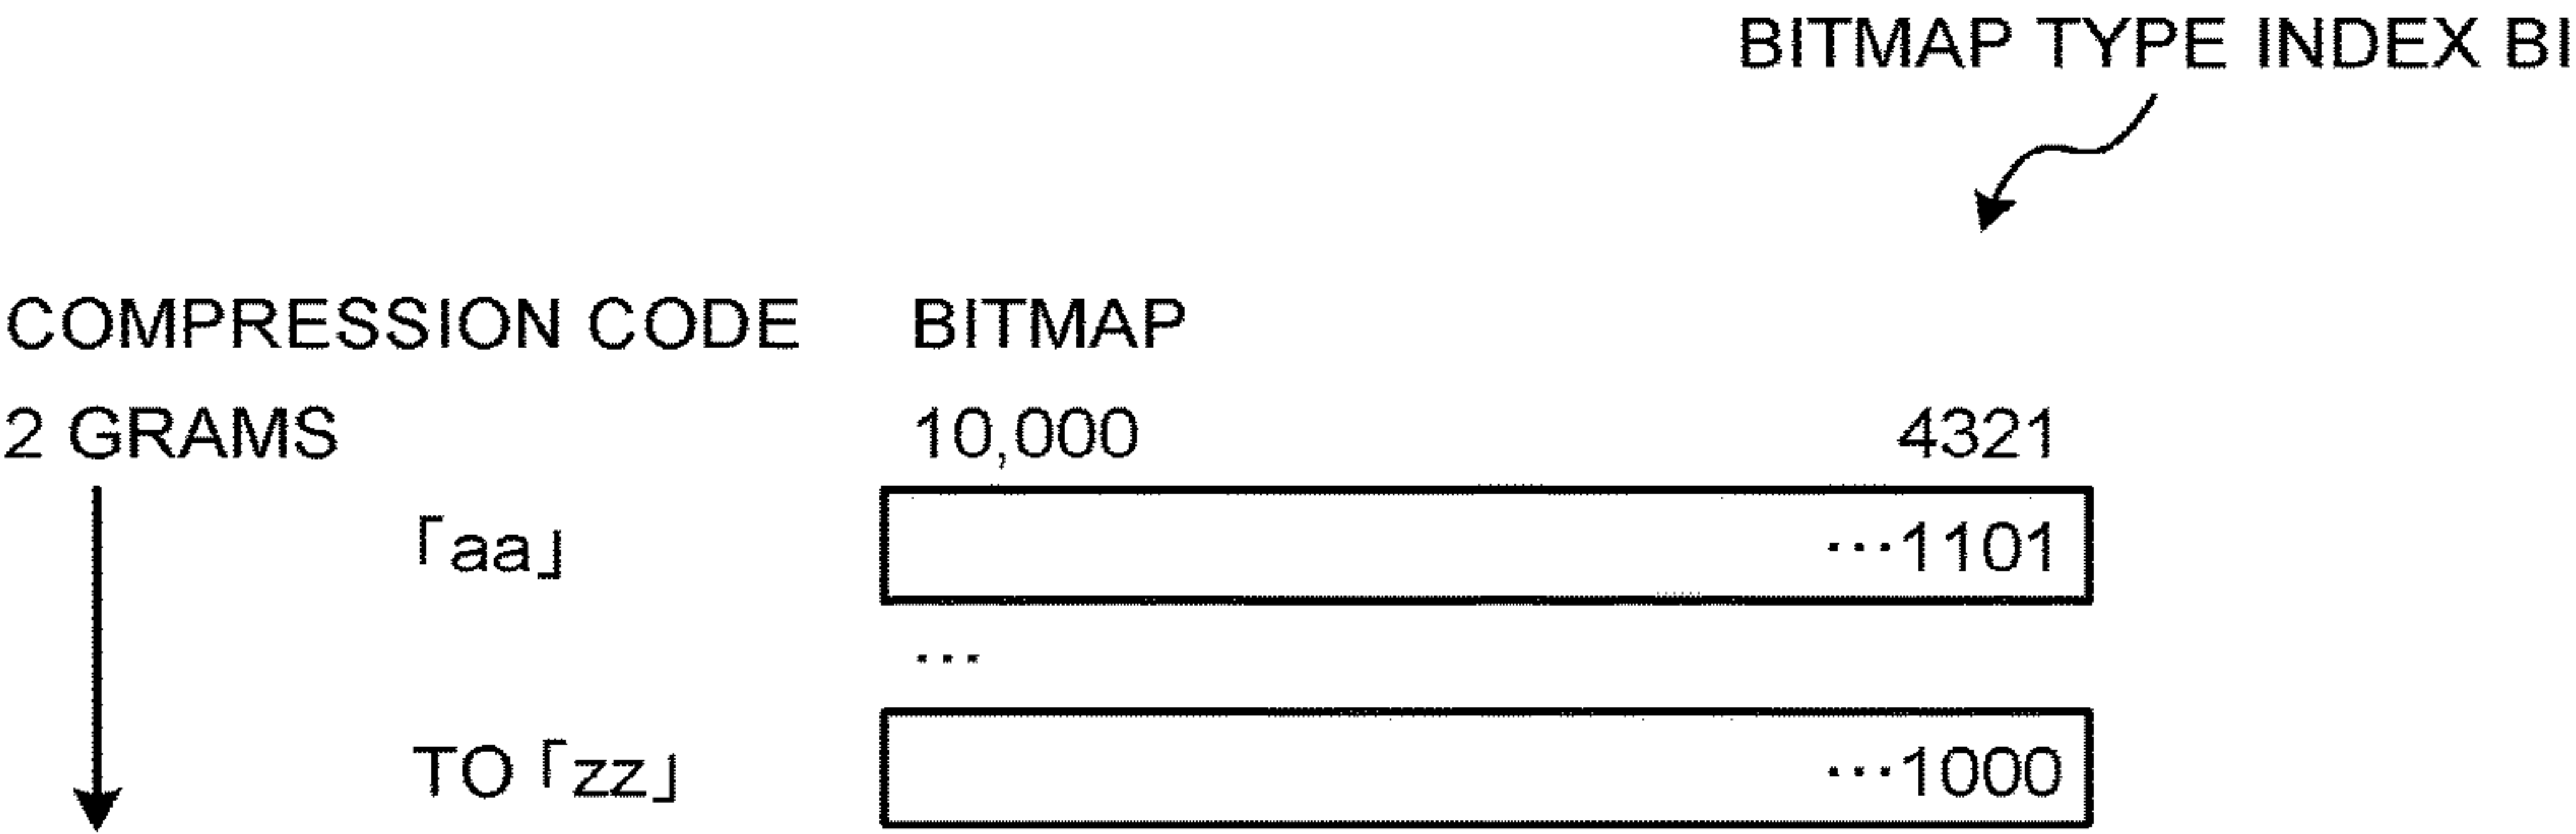 BITMAP TYPE INDEX BI
COMPRESSION CODE BITMAP
2 GRAMS 10,000 4321
「aa」 ···1101
···
TO「zz」 ···1000